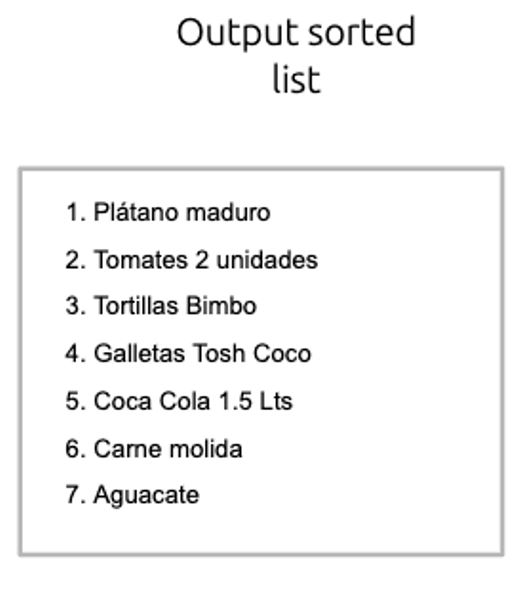 Output sorted
list
1. Plátano maduro
2. Tomates 2 unidades
3. Tortillas Bimbo
4. Galletas Tosh Coco
5. Coca Cola 1.5 Lts
6. Carne molida
7. Aguacate